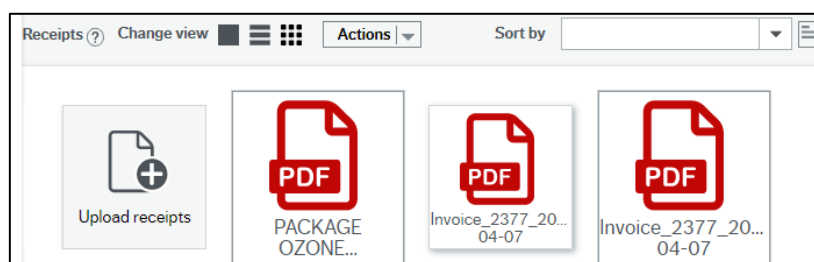 Receipts ? Change view Actions Sort by
Upload receipts
PDF
PACKAGE
OZONE...
PDF
Invoice_2377_20...
04-07
PDF
Invoice_2377_20...
04-07